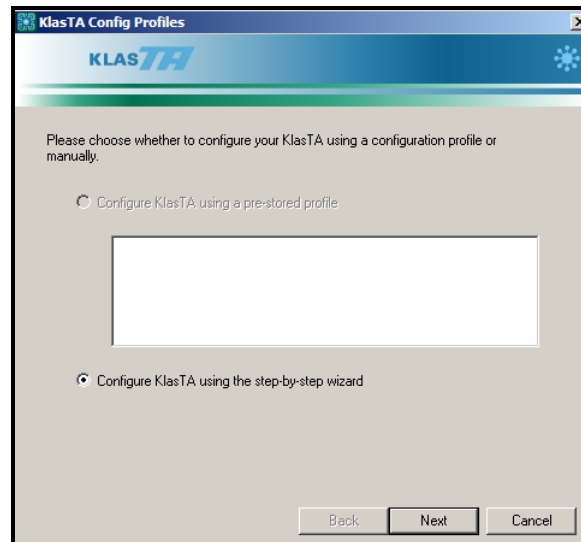 KlasTA Config Profiles
KLASTA
Please choose whether to configure your KlasTA using a configuration profile or
manually.
Configure KlasTA using a pre-stored profile
Configure KlasTA using the step-by-step wizard
Back Next Cancel